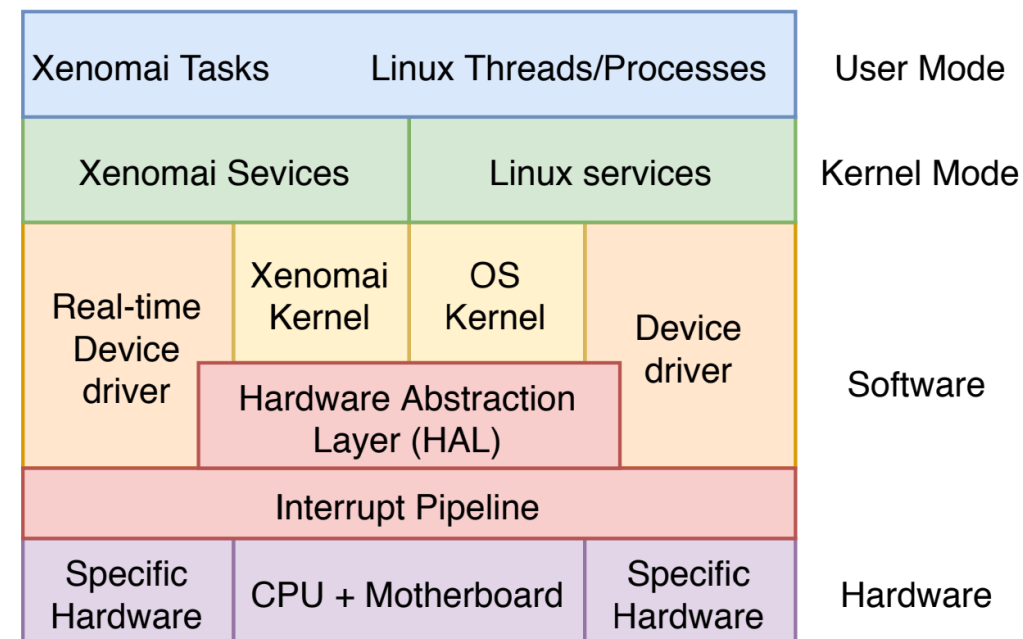 Xenomai Tasks
Linux Threads/Processes
User Mode
Xenomai Sevices
Linux services
Kernel Mode
Real-time
Device
driver
Xenomai
Kernel
OS
Kernel
Device
driver
Hardware Abstraction
Layer (HAL)
Software
Interrupt Pipeline
Specific
Hardware
CPU + Motherboard
Specific
Hardware
Hardware